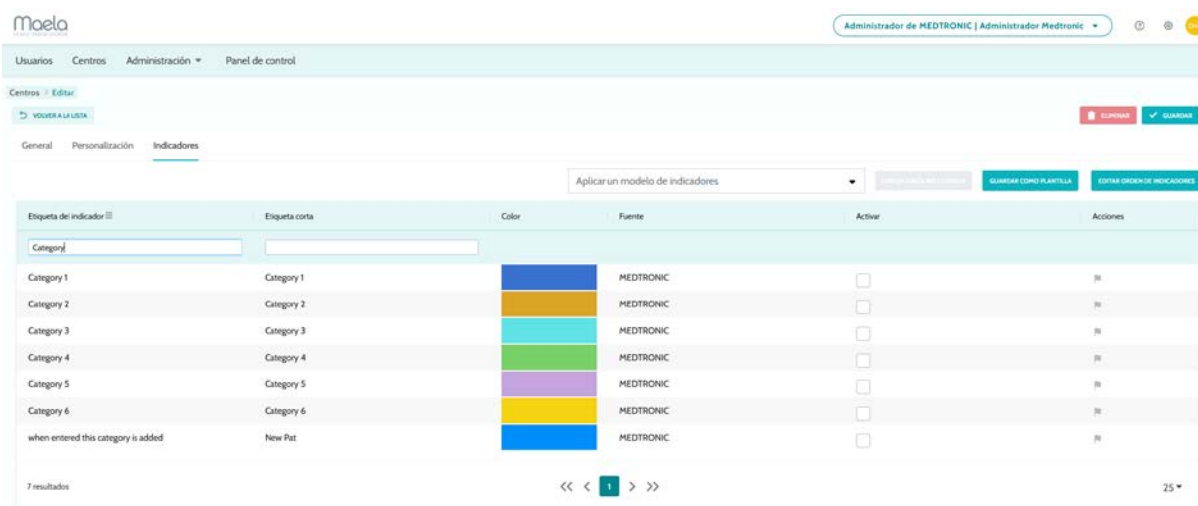 Maela
Administrador de MEDTRONIC | Administrador Medtronic
Usuarios Centros Administración Panel de control
Centros > Editar
VOLVER A LA LISTA
ELIMINAR GUARDAR
General Personalización Indicadores
Aplicar un modelo de indicadores GUARDAR COMO PLANTILLA EDITAR ORDEN DE INDICADORES
Etiqueta del indicador Etiqueta corta Color Fuente Activar Acciones
Category
Category 1 Category 1 MEDTRONIC
Category 2 Category 2 MEDTRONIC
Category 3 Category 3 MEDTRONIC
Category 4 Category 4 MEDTRONIC
Category 5 Category 5 MEDTRONIC
Category 6 Category 6 MEDTRONIC
when entered this category is added New Pat MEDTRONIC
7 resultados << < 1 > >> 25